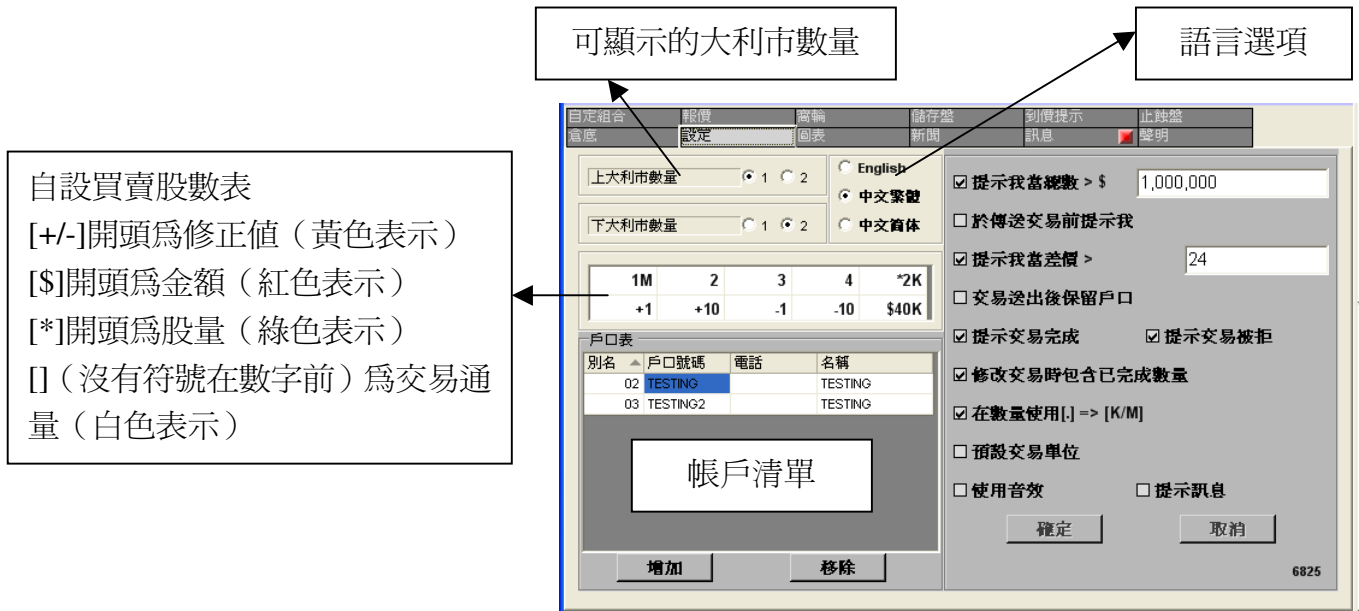 可顯示的大利市數量
語言選項
自設買賣股數表
[+/-]開頭為修正值（黃色表示）
[$]開頭為金額（紅色表示）
[*]開頭為股量（綠色表示）
[]（沒有符號在數字前）為交易通
量（白色表示）
自定組合 報價 窩輪 儲存盤 到價提示 止蝕盤
倉底 設定 圖表 新聞 訊息 聲明
上大利市數量 1 2
下大利市數量 1 2
English
中文繁體
中文简体
1M 2 3 4 *2K
+1 +10 -1 -10 $40K
戶口表
別名 戶口號碼 電話 名稱
02 TESTING TESTING
03 TESTING2 TESTING
帳戶清單
增加 移除
提示我當總數 > $ 1,000,000
於傳送交易前提示我
提示我當差價 > 24
交易送出後保留戶口
提示交易完成 提示交易被拒
修改交易時包含已完成數量
在數量使用[.] => [K/M]
預設交易單位
使用音效 提示訊息
確定 取消
6825